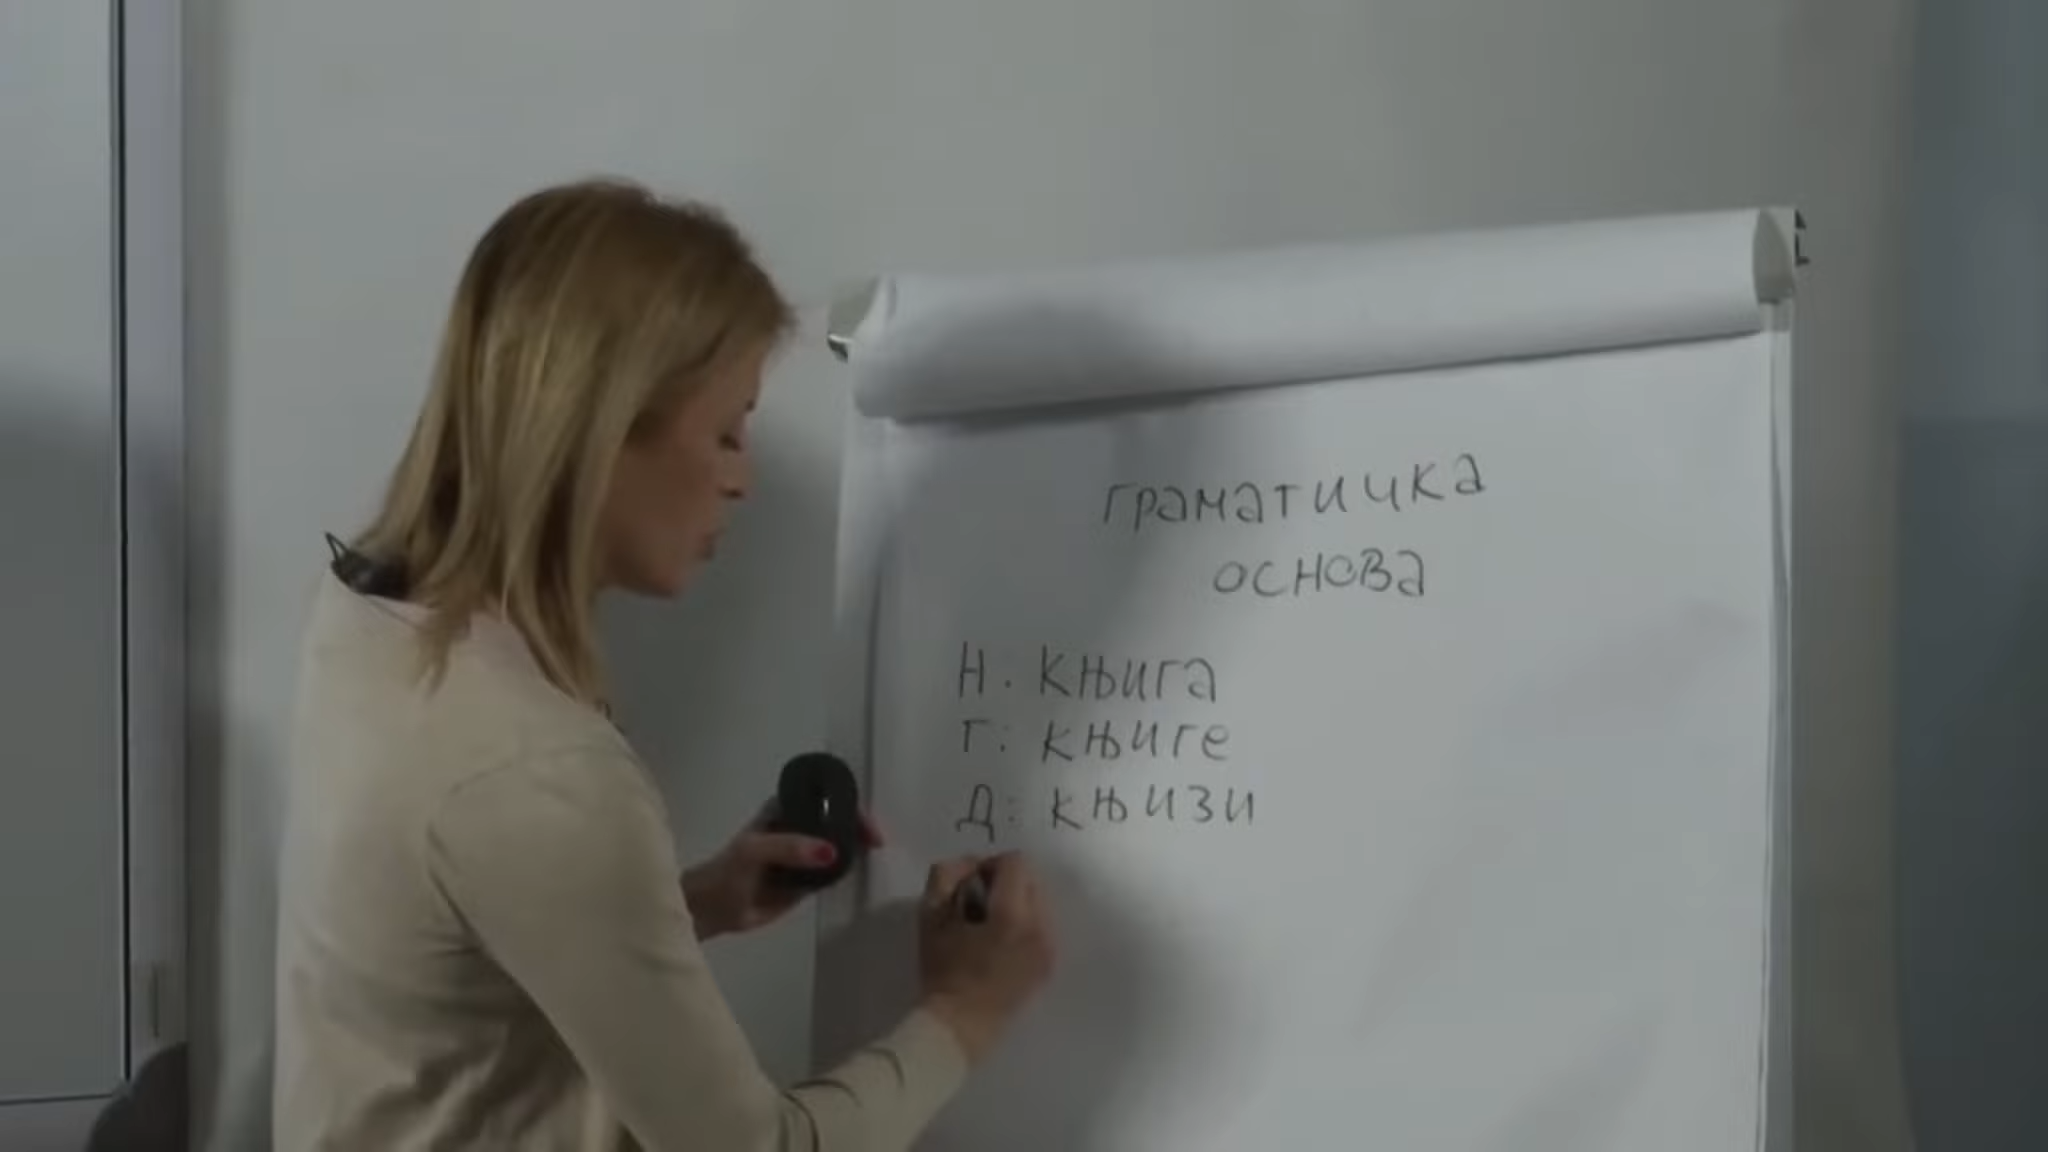 граматичка
основа
Н: књига
Г: књиге
Д: књизи